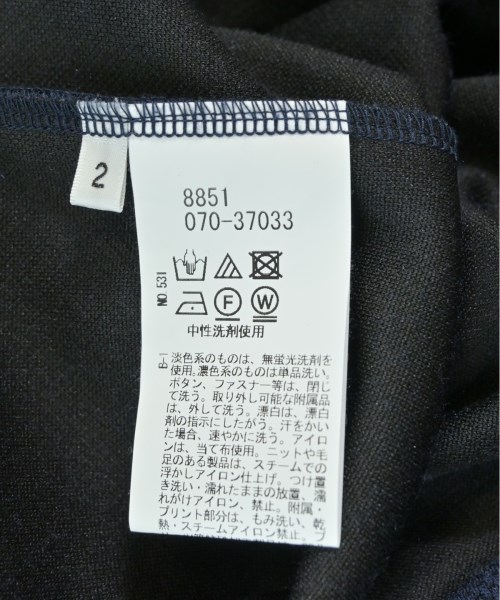 2
8851
070-37033
NO 531
F
W
中性洗剤使用
B-1
淡色系のものは、無蛍光洗剤を
使用。濃色系のものは単品洗い。
ボタン、ファスナー等は、閉じ
て洗う。取り外し可能な附属品
は、外して洗う。漂白は、漂白
剤の指示にしたがう。汗をかい
た場合、速やかに洗う。アイロ
ンは、当て布使用。ニットや毛
足のある製品は、スチームでの
浮かしアイロン仕上げ。つけ置
き洗い・濡れたままの放置、濡
れがけアイロン、禁止。附属・
プリント部分は、もみ洗い、乾
熱・スチームアイロン禁止。プ